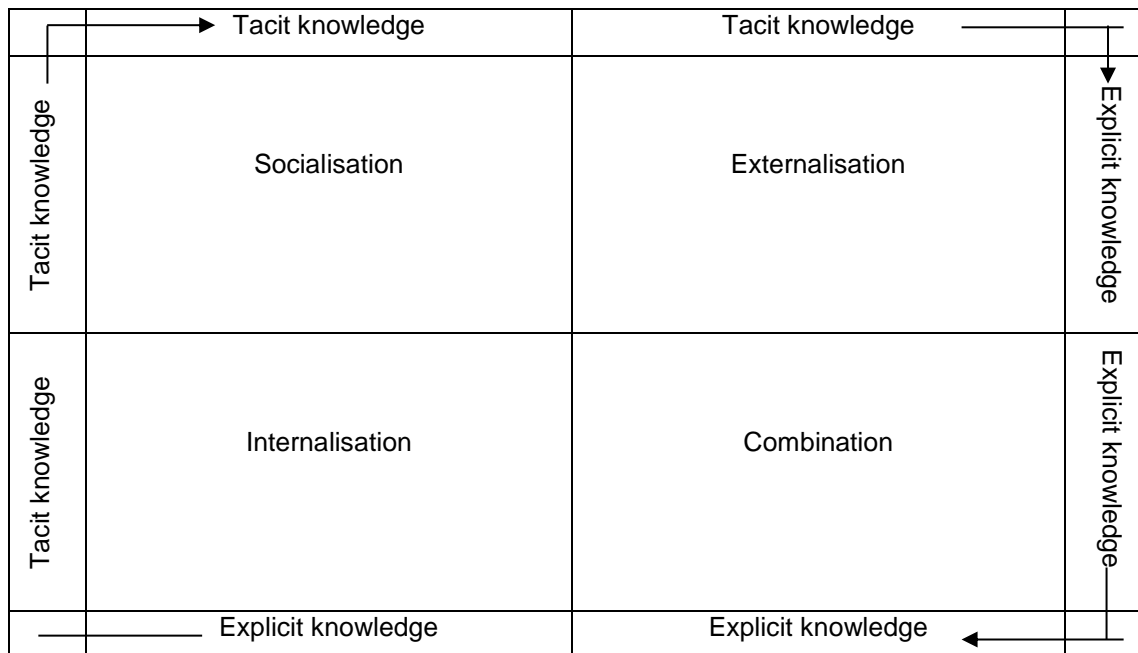 Tacit knowledge
Tacit knowledge
Tacit knowledge
Socialisation
Externalisation
Explicit knowledge
Tacit knowledge
Internalisation
Combination
Explicit knowledge
Explicit knowledge
Explicit knowledge